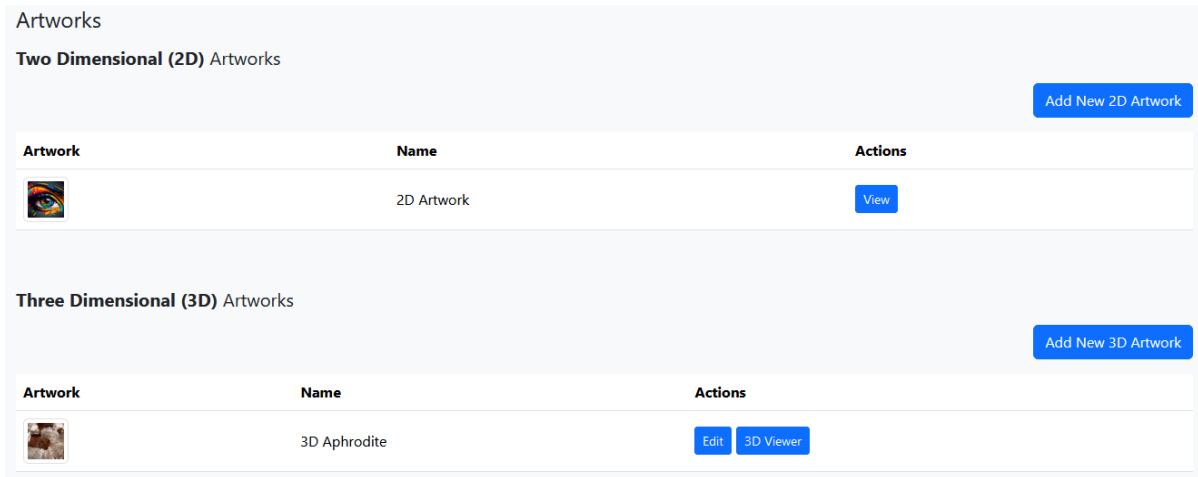 Artworks
Two Dimensional (2D) Artworks
Add New 2D Artwork
Artwork Name Actions
2D Artwork View
Three Dimensional (3D) Artworks
Add New 3D Artwork
Artwork Name Actions
3D Aphrodite Edit 3D Viewer